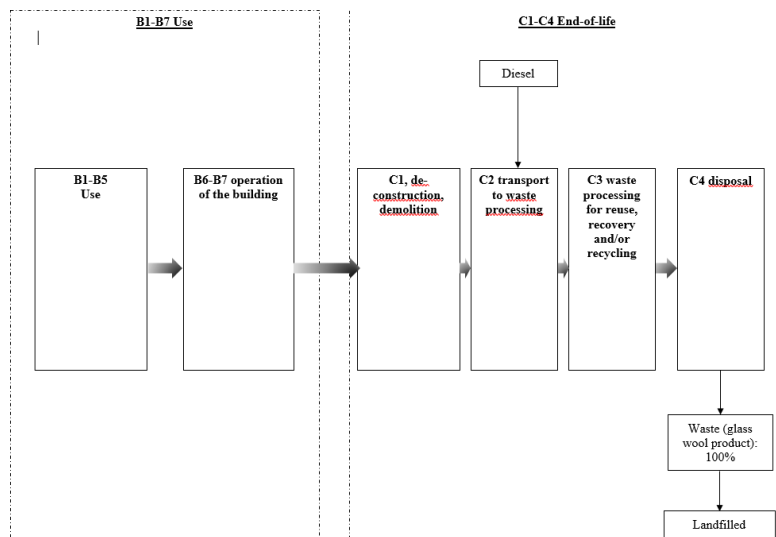 B1-B7 Use
C1-C4 End-of-life
Diesel
B1-B5
Use
B6-B7 operation
of the building
C1, de-
construction,
demolition
C2 transport
to waste
processing
C3 waste
processing
for reuse,
recovery
and/or
recycling
C4 disposal
Waste (glass
wool product):
100%
Landfilled